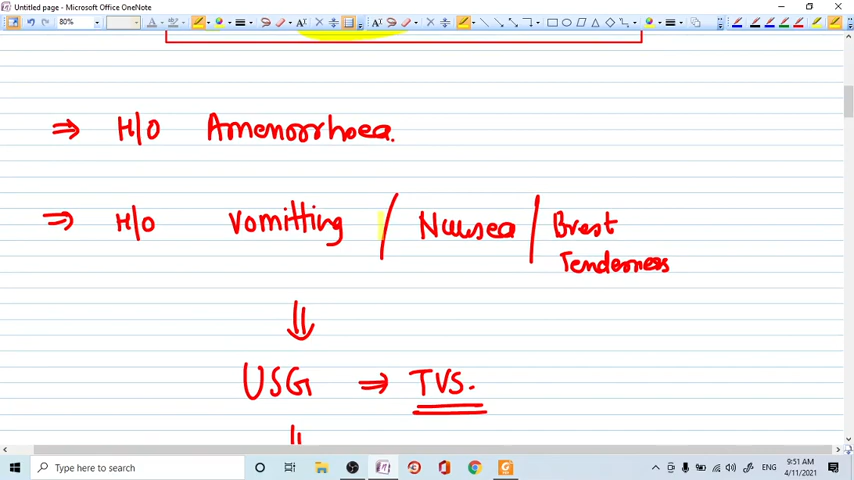 Untitled page - Microsoft Office OneNote
80%
⇒ H/O Amenorrhoea.
⇒ H/O Vomitting / Nausea / Brest
Tenderness
⇓
USG ⇒ TVS.
Type here to search
ENG
9:51 AM
4/11/2021